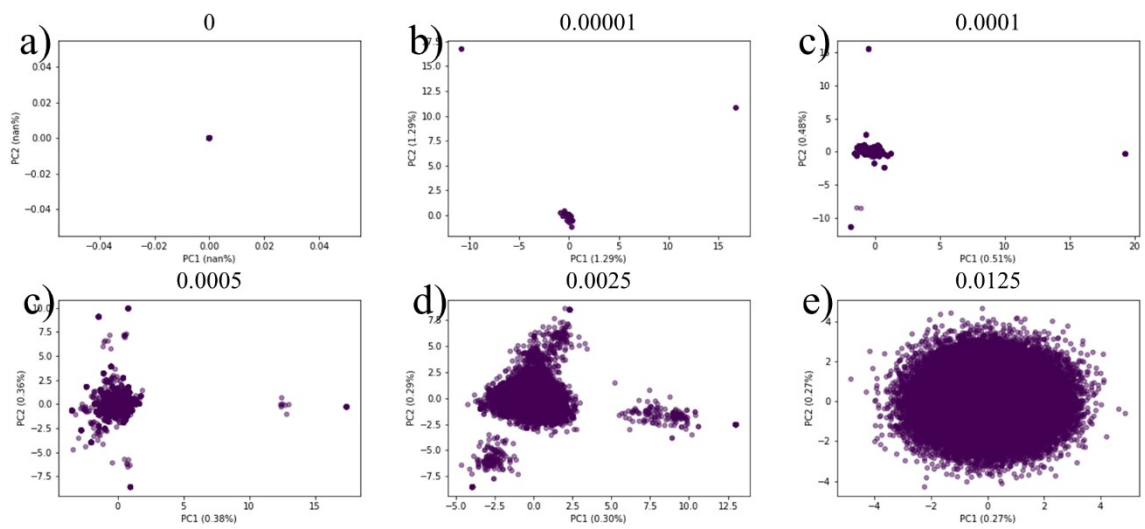 0
0.00001
0.0001
a)
b)
c)
0.04
0.02
0.00
−0.02
−0.04
PC2 (nan%)
−0.04 −0.02 0.00 0.02 0.04
PC1 (nan%)
17.5
15.0
12.5
10.0
7.5
5.0
2.5
0.0
PC2 (1.29%)
−10 −5 0 5 10 15
PC1 (1.29%)
15
10
5
0
−5
−10
PC2 (0.48%)
0 5 10 15 20
PC1 (0.51%)
0.0005
0.0025
0.0125
c)
d)
e)
10.0
7.5
5.0
2.5
0.0
−2.5
−5.0
−7.5
PC2 (0.36%)
0 5 10 15
PC1 (0.38%)
7.5
5.0
2.5
0.0
−2.5
−5.0
−7.5
PC2 (0.29%)
−5.0 −2.5 0.0 2.5 5.0 7.5 10.0 12.5
PC1 (0.30%)
4
2
0
−2
−4
PC2 (0.27%)
−4 −2 0 2 4
PC1 (0.27%)